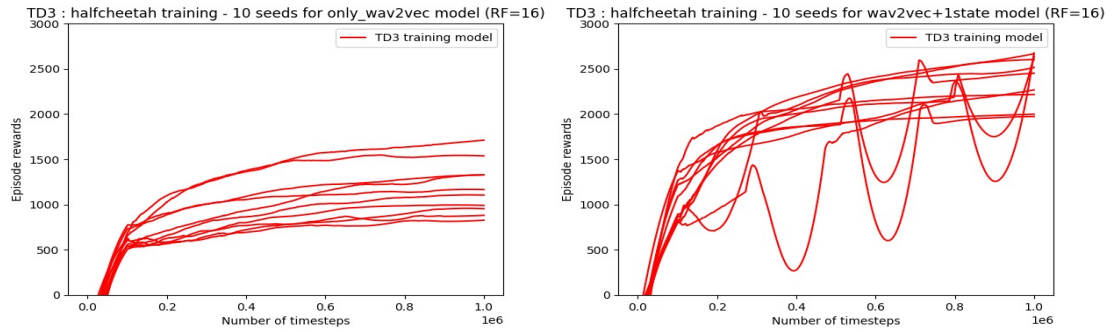 TD3 : halfcheetah training - 10 seeds for only_wav2vec model (RF=16)
3000
2500
2000
1500
1000
500
0
Episode rewards
TD3 training model
0.0 0.2 0.4 0.6 0.8 1.0
1e6
Number of timesteps
TD3 : halfcheetah training - 10 seeds for wav2vec+1state model (RF=16)
3000
2500
2000
1500
1000
500
0
Episode rewards
TD3 training model
0.0 0.2 0.4 0.6 0.8 1.0
1e6
Number of timesteps